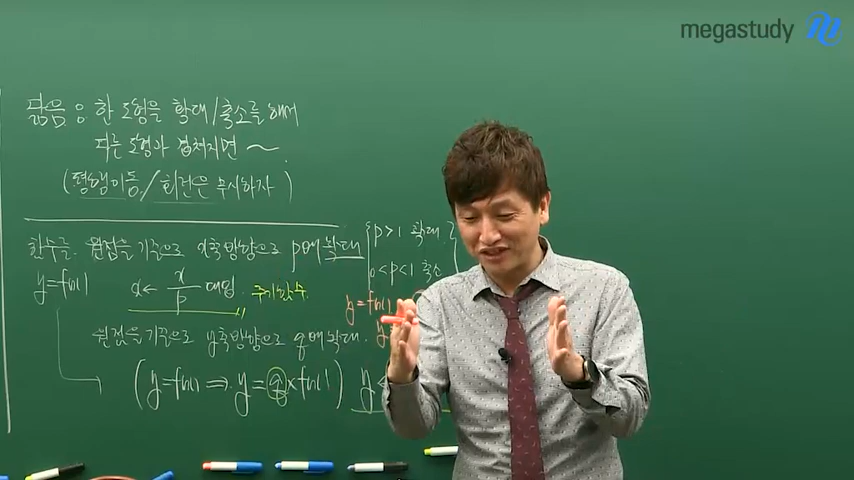 megastudy
닮음 : 한 도형을 확대/축소를 해서
다른 도형과 겹쳐지면 ~
(평행이동/회전은 무시하자)
함수를. 원점을 기준으로 x축방향으로 p배 확대 { p>1 확대
0<p<1 축소
y=f(x) x← x/p 대입. 주기함수.
y=f(x)
원점을 기준으로 y축방향으로 q배 확대.
(y=f(x) ⇒ y=q×f(x))